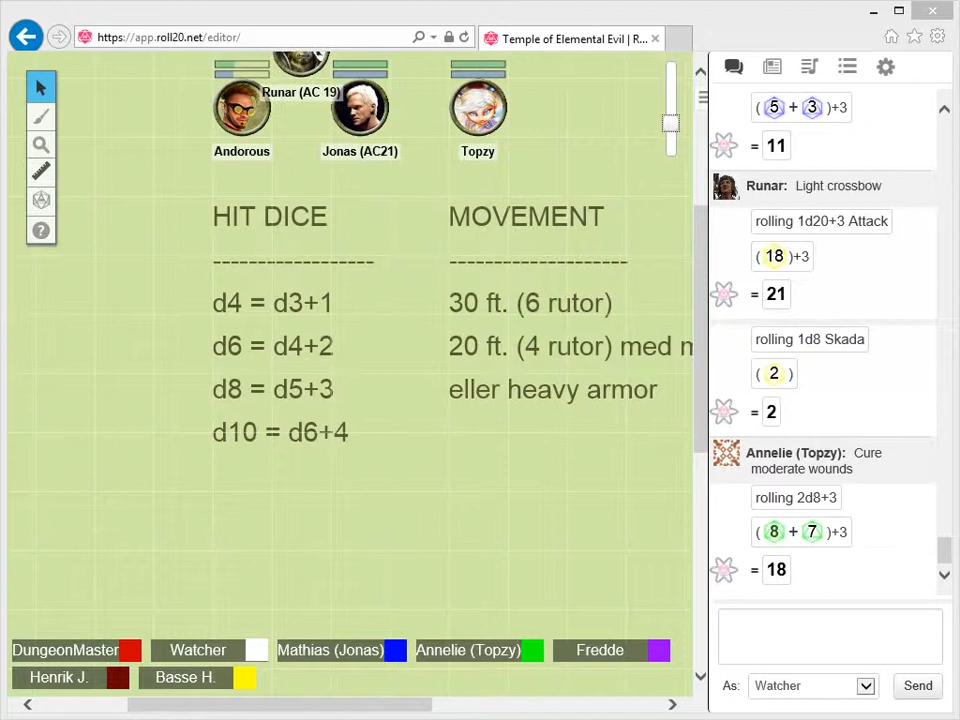 https://app.roll20.net/editor/
Temple of Elemental Evil | R...
Runar (AC 19)
Andorous
Jonas (AC21)
Topzy
HIT DICE
------------------
d4 = d3+1
d6 = d4+2
d8 = d5+3
d10 = d6+4
MOVEMENT
--------------------
30 ft. (6 rutor)
20 ft. (4 rutor) med
eller heavy armor
(5 + 3)+3
= 11
Runar: Light crossbow
rolling 1d20+3 Attack
(18)+3
= 21
rolling 1d8 Skada
(2)
= 2
Annelie (Topzy): Cure
moderate wounds
rolling 2d8+3
(8 + 7)+3
= 18
DungeonMaster
Watcher
Mathias (Jonas)
Annelie (Topzy)
Fredde
Henrik J.
Basse H.
As:
Watcher
Send